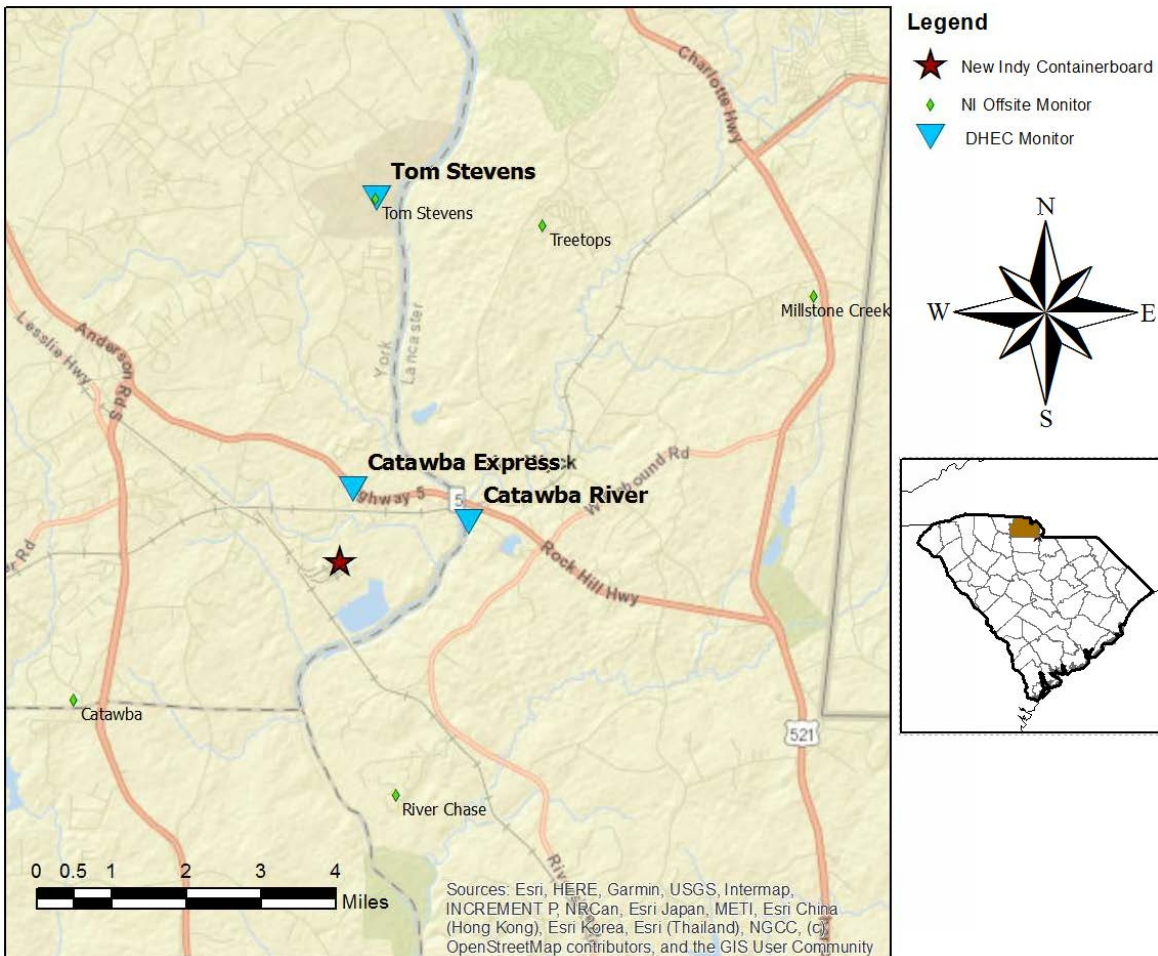 Legend
New Indy Containerboard
NI Offsite Monitor
DHEC Monitor
N
W
E
S
Charlotte Hwy
Tom Stevens
Tom Stevens
Treetops
Millstone Creek
York
Lancaster
Lesslie Hwy
Anderson Rd S
Catawba Express
Catawba River
Highway 5
5
Rock Hill Hwy
521
Catawba
River Chase
0 0.5 1 2 3 4
Miles
Sources: Esri, HERE, Garmin, USGS, Intermap,
INCREMENT P, NRCan, Esri Japan, METI, Esri China
(Hong Kong), Esri Korea, Esri (Thailand), NGCC, (c)
OpenStreetMap contributors, and the GIS User Community